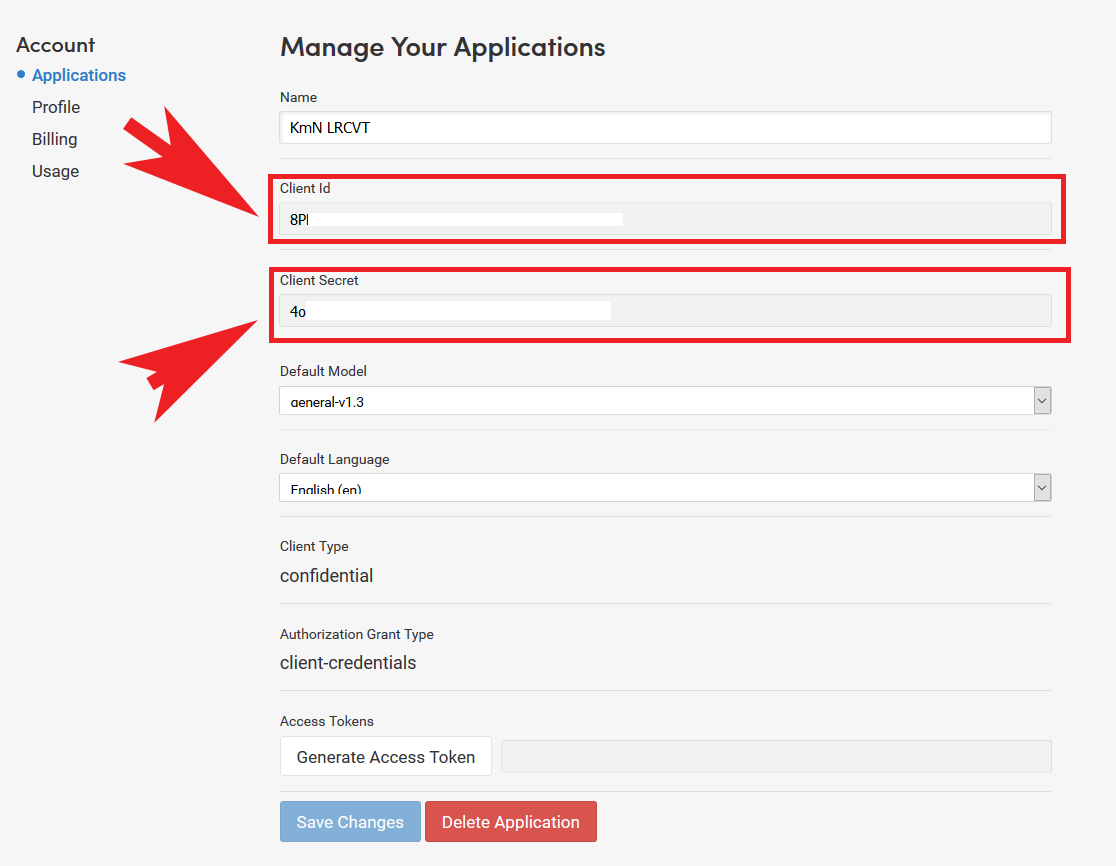 Account
Applications
Profile
Billing
Usage
Manage Your Applications
Name
KmN LRCVT
Client Id
8P
Client Secret
4o
Default Model
general-v1.3
Default Language
English (en)
Client Type
confidential
Authorization Grant Type
client-credentials
Access Tokens
Generate Access Token
Save Changes
Delete Application